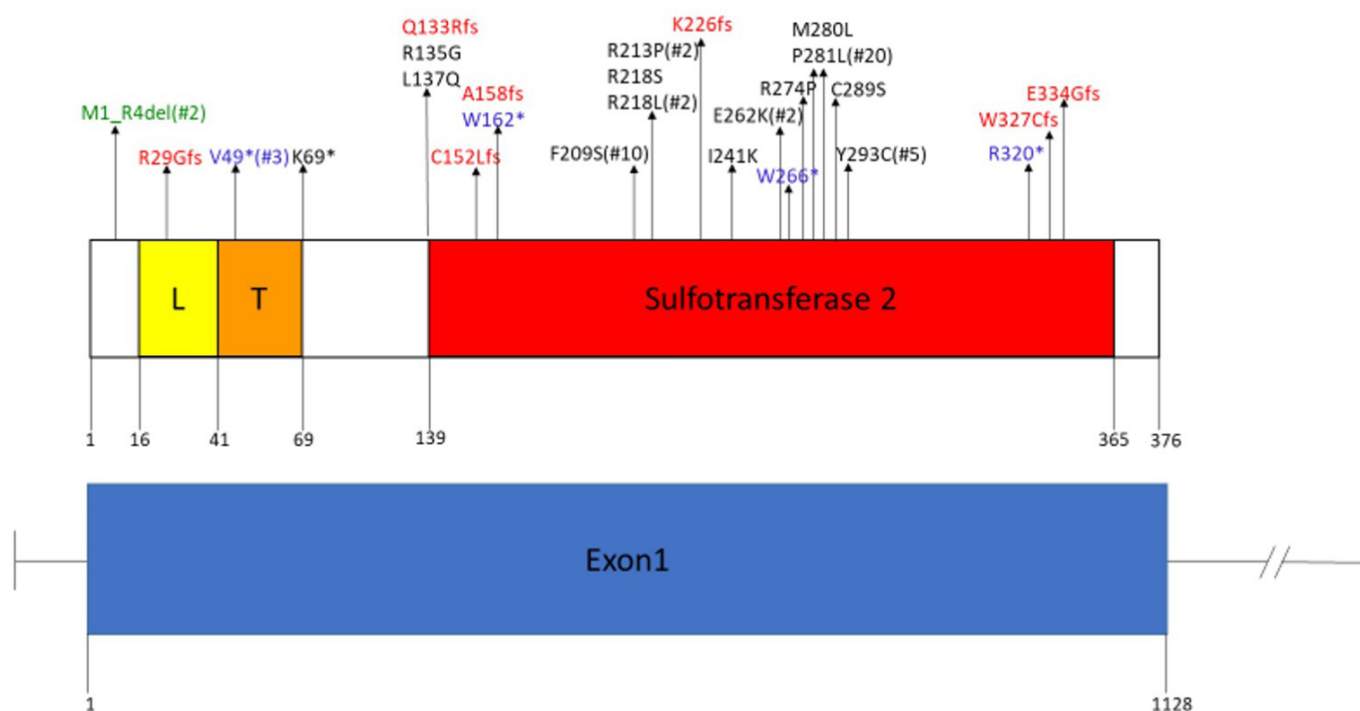 Q133Rfs
R135G
L137Q
K226fs
M280L
P281L(#20)
R213P(#2)
R218S
R218L(#2)
A158fs
W162*
R274P
C289S
E334Gfs
M1_R4del(#2)
E262K(#2)
W327Cfs
R29Gfs
V49*(#3)
K69*
C152Lfs
F209S(#10)
I241K
W266*
Y293C(#5)
R320*
L
T
Sulfotransferase 2
1
16
41
69
139
365
376
Exon1
1
1128